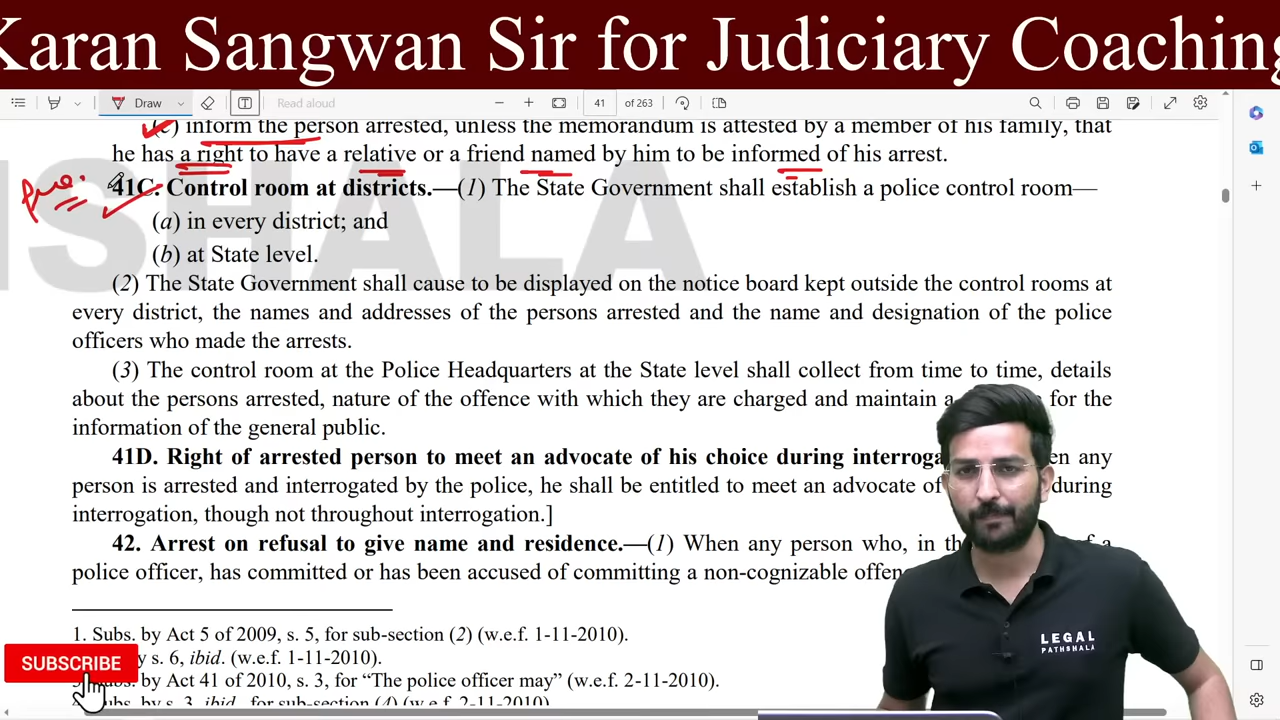 Karan Sangwan Sir for Judiciary Coaching
Draw
Read aloud
41 of 263
inform the person arrested, unless the memorandum is attested by a member of his family, that
he has a right to have a relative or a friend named by him to be informed of his arrest.
41C. Control room at districts.—(1) The State Government shall establish a police control room—
(a) in every district; and
(b) at State level.
(2) The State Government shall cause to be displayed on the notice board kept outside the control rooms at
every district, the names and addresses of the persons arrested and the name and designation of the police
officers who made the arrests.
(3) The control room at the Police Headquarters at the State level shall collect from time to time, details
about the persons arrested, nature of the offence with which they are charged and maintain a for the
information of the general public.
41D. Right of arrested person to meet an advocate of his choice during any
person is arrested and interrogated by the police, he shall be entitled to meet an advocate of during
interrogation, though not throughout interrogation.]
42. Arrest on refusal to give name and residence.—(1) When any person who, in a
police officer, has committed or has been accused of committing a non-cognizable
1. Subs. by Act 5 of 2009, s. 5, for sub-section (2) (w.e.f. 1-11-2010).
by s. 6, ibid. (w.e.f. 1-11-2010).
by Act 41 of 2010, s. 3, for “The police officer may” (w.e.f. 2-11-2010).
Subs. by s. 3, ibid., for sub-section (4) (w.e.f. 2-11-2010).
SUBSCRIBE
LEGAL
PATHSHALA